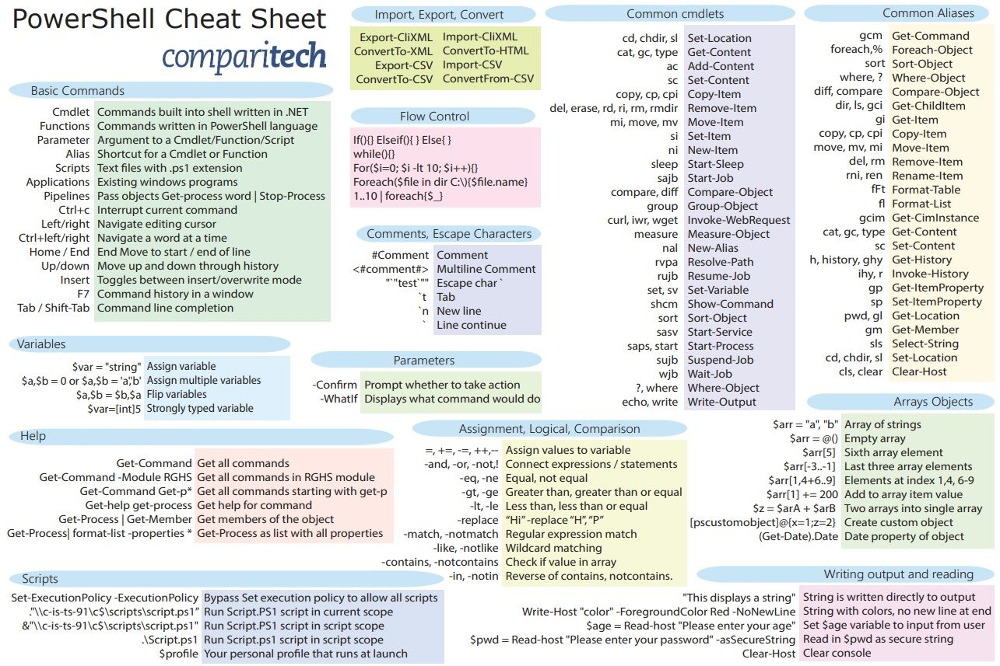 PowerShell Cheat Sheet
comparitech
Basic Commands
Cmdlet Commands built into shell written in .NET
Functions Commands written in PowerShell language
Parameter Argument to a Cmdlet/Function/Script
Alias Shortcut for a Cmdlet or Function
Scripts Text files with .ps1 extension
Applications Existing windows programs
Pipelines Pass objects Get-process word | Stop-Process
Ctrl+c Interrupt current command
Left/right Navigate editing cursor
Ctrl+left/right Navigate a word at a time
Home / End End Move to start / end of line
Up/down Move up and down through history
Insert Toggles between insert/overwrite mode
F7 Command history in a window
Tab / Shift-Tab Command line completion
Variables
$var = "string" Assign variable
$a,$b = 0 or $a,$b = 'a','b' Assign multiple variables
$a,$b = $b,$a Flip variables
$var=[int]5 Strongly typed variable
Help
Get-Command Get all commands
Get-Command -Module RGHS Get all commands in RGHS module
Get-Command Get-p* Get all commands starting with get-p
Get-help get-process Get help for command
Get-Process | Get-Member Get members of the object
Get-Process| format-list -properties * Get-Process as list with all properties
Scripts
Set-ExecutionPolicy -ExecutionPolicy Bypass Set execution policy to allow all scripts
."\\c-is-ts-91\c$\scripts\script.ps1” Run Script.PS1 script in current scope
&"\\c-is-ts-91\c$\scripts\script.ps1" Run Script.ps1 script in script scope
.\Script.ps1 Run Script.ps1 script in script scope
$profile Your personal profile that runs at launch
Import, Export, Convert
Export-CliXML Import-CliXML
ConvertTo-XML ConvertTo-HTML
Export-CSV Import-CSV
ConvertTo-CSV ConvertFrom-CSV
Flow Control
If(){} Elseif(){ } Else{ }
while(){}
For($i=0; $i -lt 10; $i++){}
Foreach($file in dir C:\){$file.name}
1..10 | foreach{$_}
Comments, Escape Characters
#Comment Comment
<#comment#> Multiline Comment
"`"test`"" Escape char `
`t Tab
`n New line
` Line continue
Parameters
-Confirm Prompt whether to take action
-WhatIf Displays what command would do
Assignment, Logical, Comparison
=, +=, -=, ++,-- Assign values to variable
-and, -or, -not,! Connect expressions / statements
-eq, -ne Equal, not equal
-gt, -ge Greater than, greater than or equal
-lt, -le Less than, less than or equal
-replace “Hi” -replace “H”, “P”
-match, -notmatch Regular expression match
-like, -notlike Wildcard matching
-contains, -notcontains Check if value in array
-in, -notin Reverse of contains, notcontains.
Common cmdlets
cd, chdir, sl Set-Location
cat, gc, type Get-Content
ac Add-Content
sc Set-Content
copy, cp, cpi Copy-Item
del, erase, rd, ri, rm, rmdir Remove-Item
mi, move, mv Move-Item
si Set-Item
ni New-Item
sleep Start-Sleep
sajb Start-Job
compare, diff Compare-Object
group Group-Object
curl, iwr, wget Invoke-WebRequest
measure Measure-Object
nal New-Alias
rvpa Resolve-Path
rujb Resume-Job
set, sv Set-Variable
shcm Show-Command
sort Sort-Object
sasv Start-Service
saps, start Start-Process
sujb Suspend-Job
wjb Wait-Job
?, where Where-Object
echo, write Write-Output
Common Aliases
gcm Get-Command
foreach,% Foreach-Object
sort Sort-Object
where, ? Where-Object
diff, compare Compare-Object
dir, ls, gci Get-ChildItem
gi Get-Item
copy, cp, cpi Copy-Item
move, mv, mi Move-Item
del, rm Remove-Item
rni, ren Rename-Item
fFt Format-Table
fl Format-List
gcim Get-CimInstance
cat, gc, type Get-Content
sc Set-Content
h, history, ghy Get-History
ihy, r Invoke-History
gp Get-ItemProperty
sp Set-ItemProperty
pwd, gl Get-Location
gm Get-Member
sls Select-String
cd, chdir, sl Set-Location
cls, clear Clear-Host
Arrays Objects
$arr = "a", "b" Array of strings
$arr = @() Empty array
$arr[5] Sixth array element
$arr[-3..-1] Last three array elements
$arr[1,4+6..9] Elements at index 1,4, 6-9
$arr[1] += 200 Add to array item value
$z = $arA + $arB Two arrays into single array
[pscustomobject]@{x=1;z=2} Create custom object
(Get-Date).Date Date property of object
Writing output and reading
"This displays a string" String is written directly to output
Write-Host "color" -ForegroundColor Red -NoNewLine String with colors, no new line at end
$age = Read-host "Please enter your age" Set $age variable to input from user
$pwd = Read-host "Please enter your password" -asSecureString Read in $pwd as secure string
Clear-Host Clear console